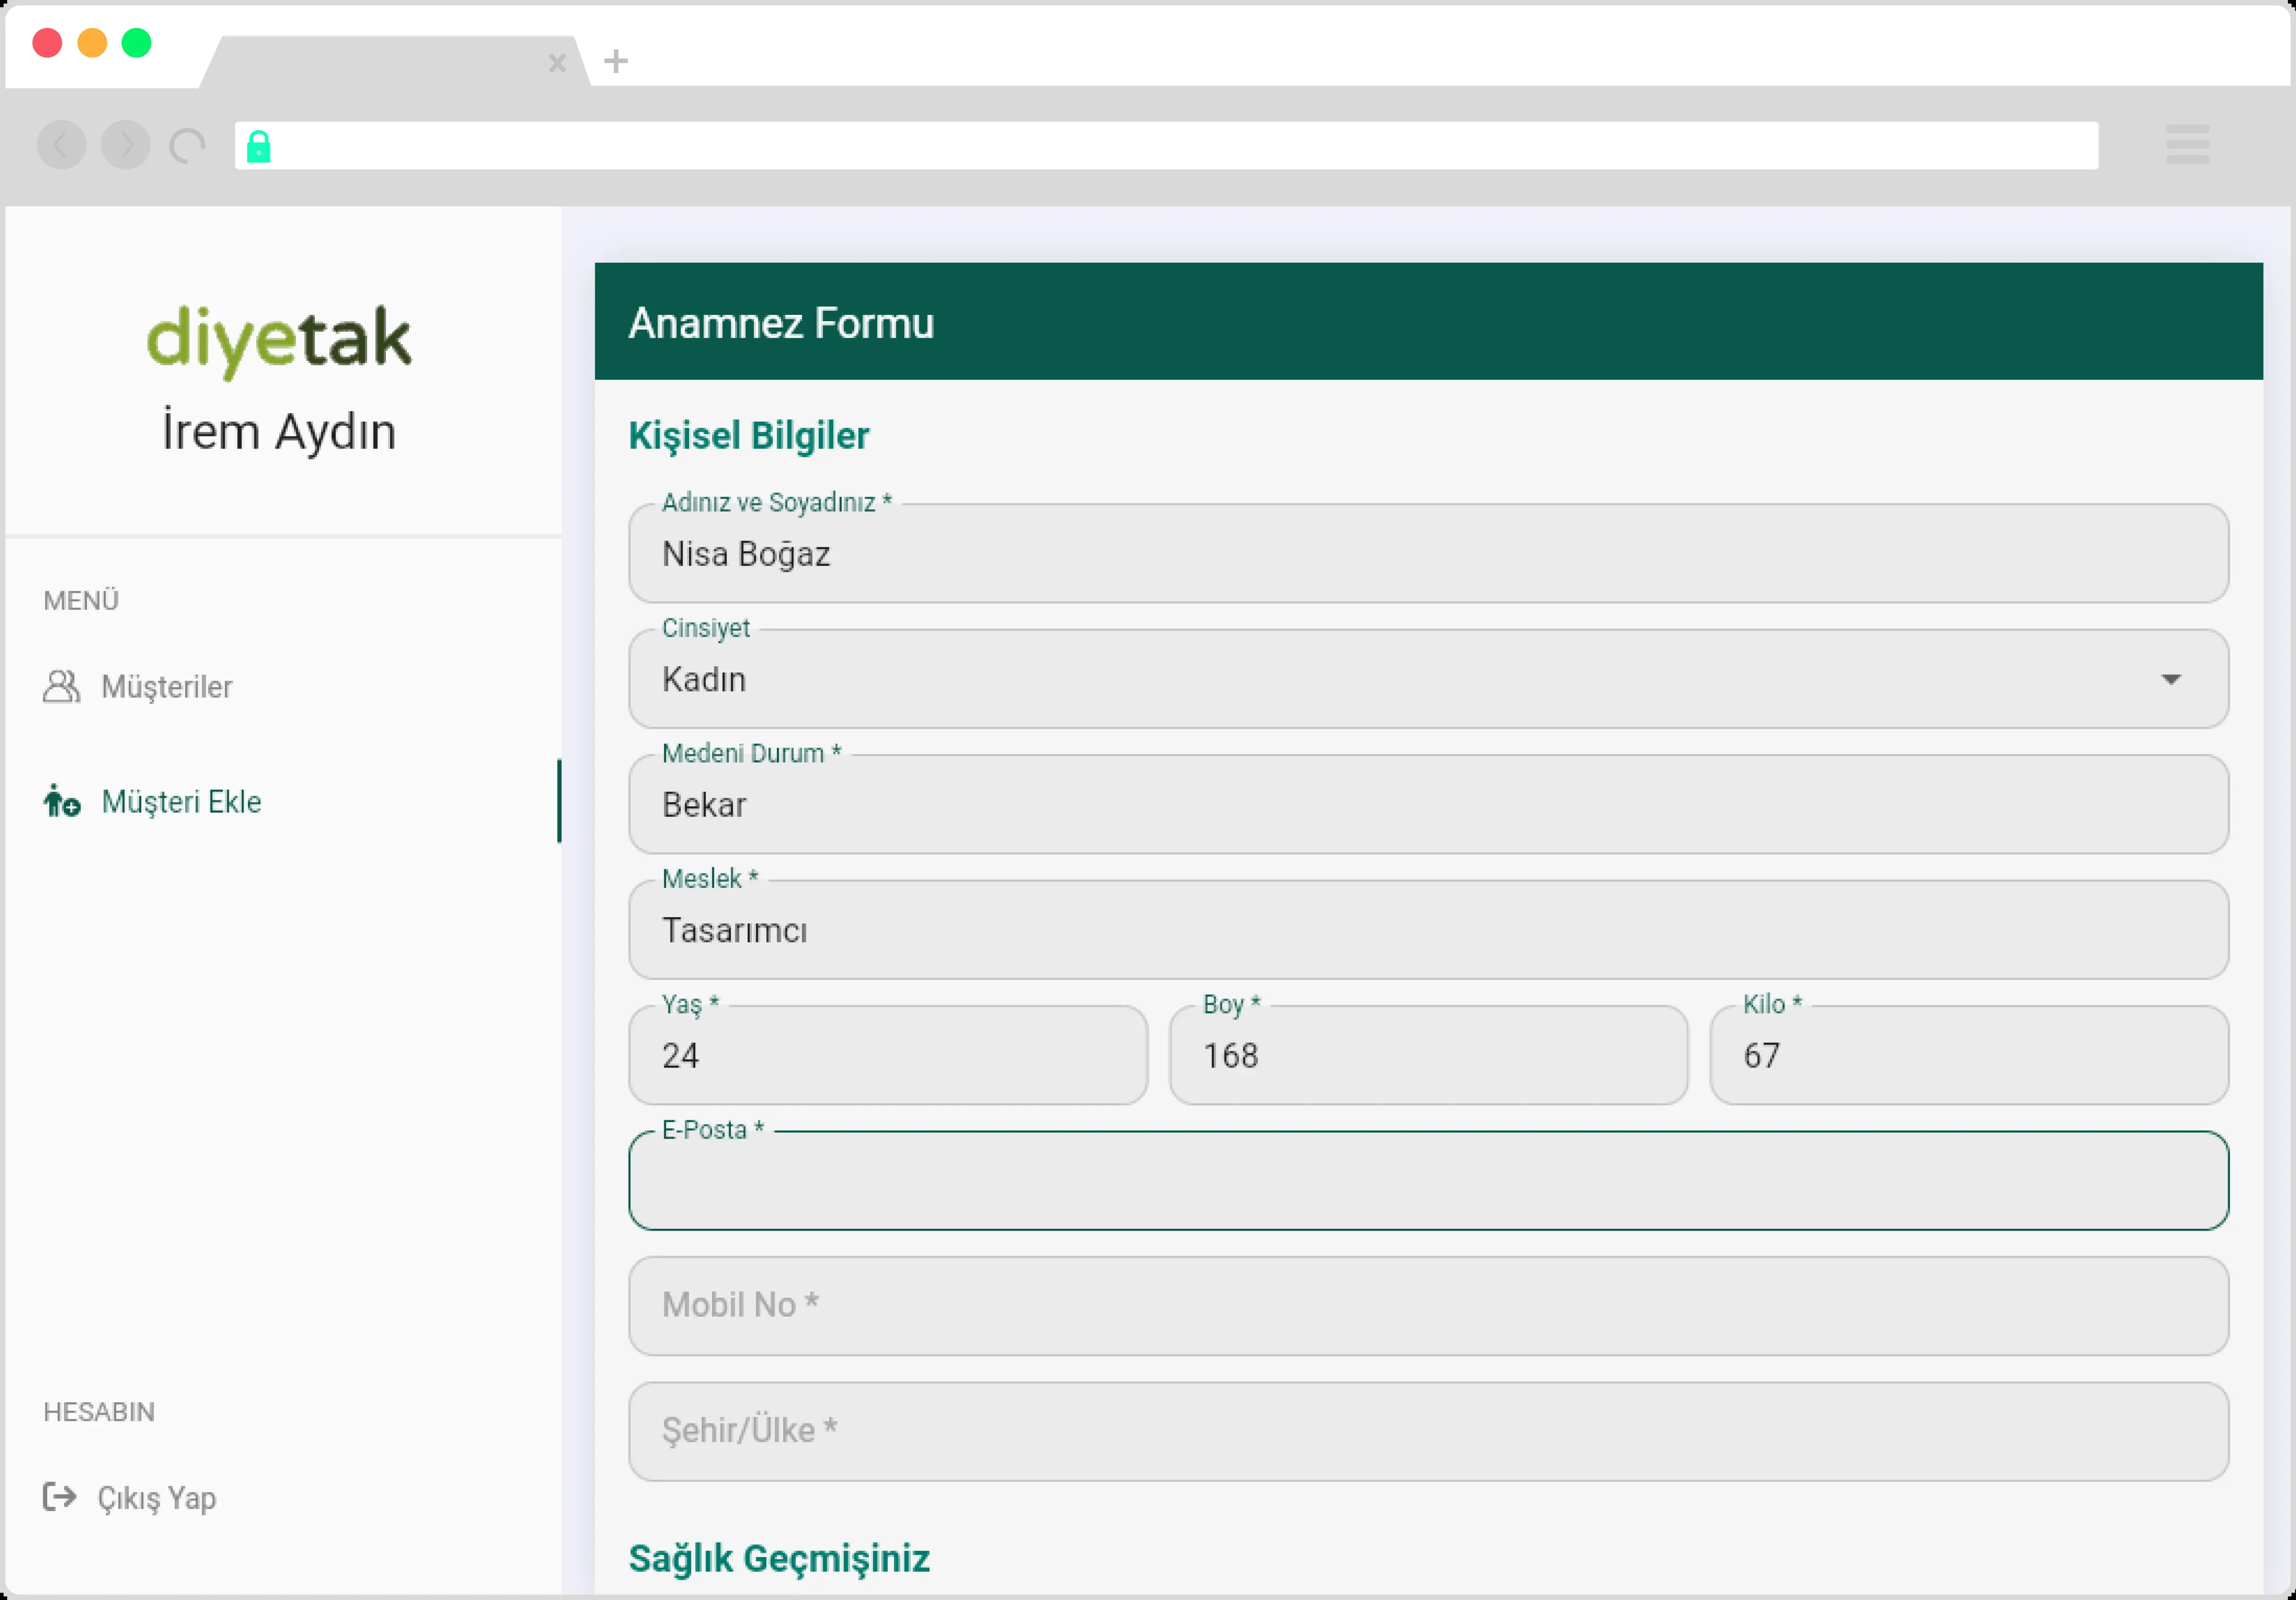 diyetak
İrem Aydın
MENÜ
Müşteriler
Müşteri Ekle
HESABIN
Çıkış Yap
Anamnez Formu
Kişisel Bilgiler
Adınız ve Soyadınız *
Nisa Boğaz
Cinsiyet
Kadın
Medeni Durum *
Bekar
Meslek *
Tasarımcı
Yaş * Boy * Kilo *
24 168 67
E-Posta *
Mobil No *
Şehir/Ülke *
Sağlık Geçmişiniz